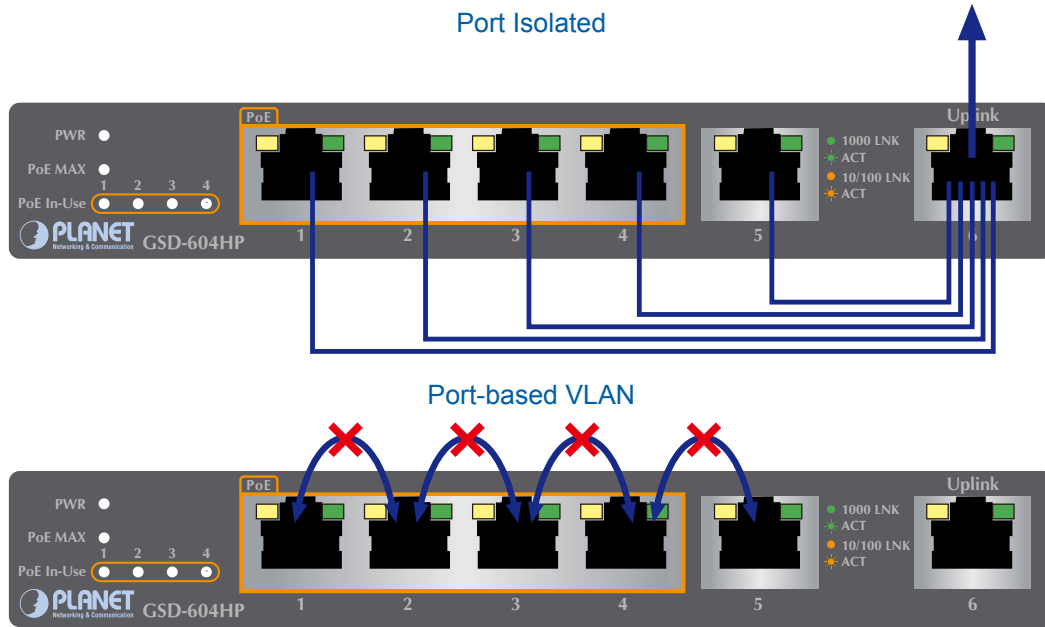 Port Isolated
PoE
Uplink
PWR
PoE MAX
1 2 3 4
PoE In-Use
1000 LNK
ACT
10/100 LNK
ACT
PLANET
Networking & Communication
GSD-604HP
1 2 3 4 5 6
Port-based VLAN
PoE
Uplink
PWR
PoE MAX
1 2 3 4
PoE In-Use
1000 LNK
ACT
10/100 LNK
ACT
PLANET
Networking & Communication
GSD-604HP
1 2 3 4 5 6